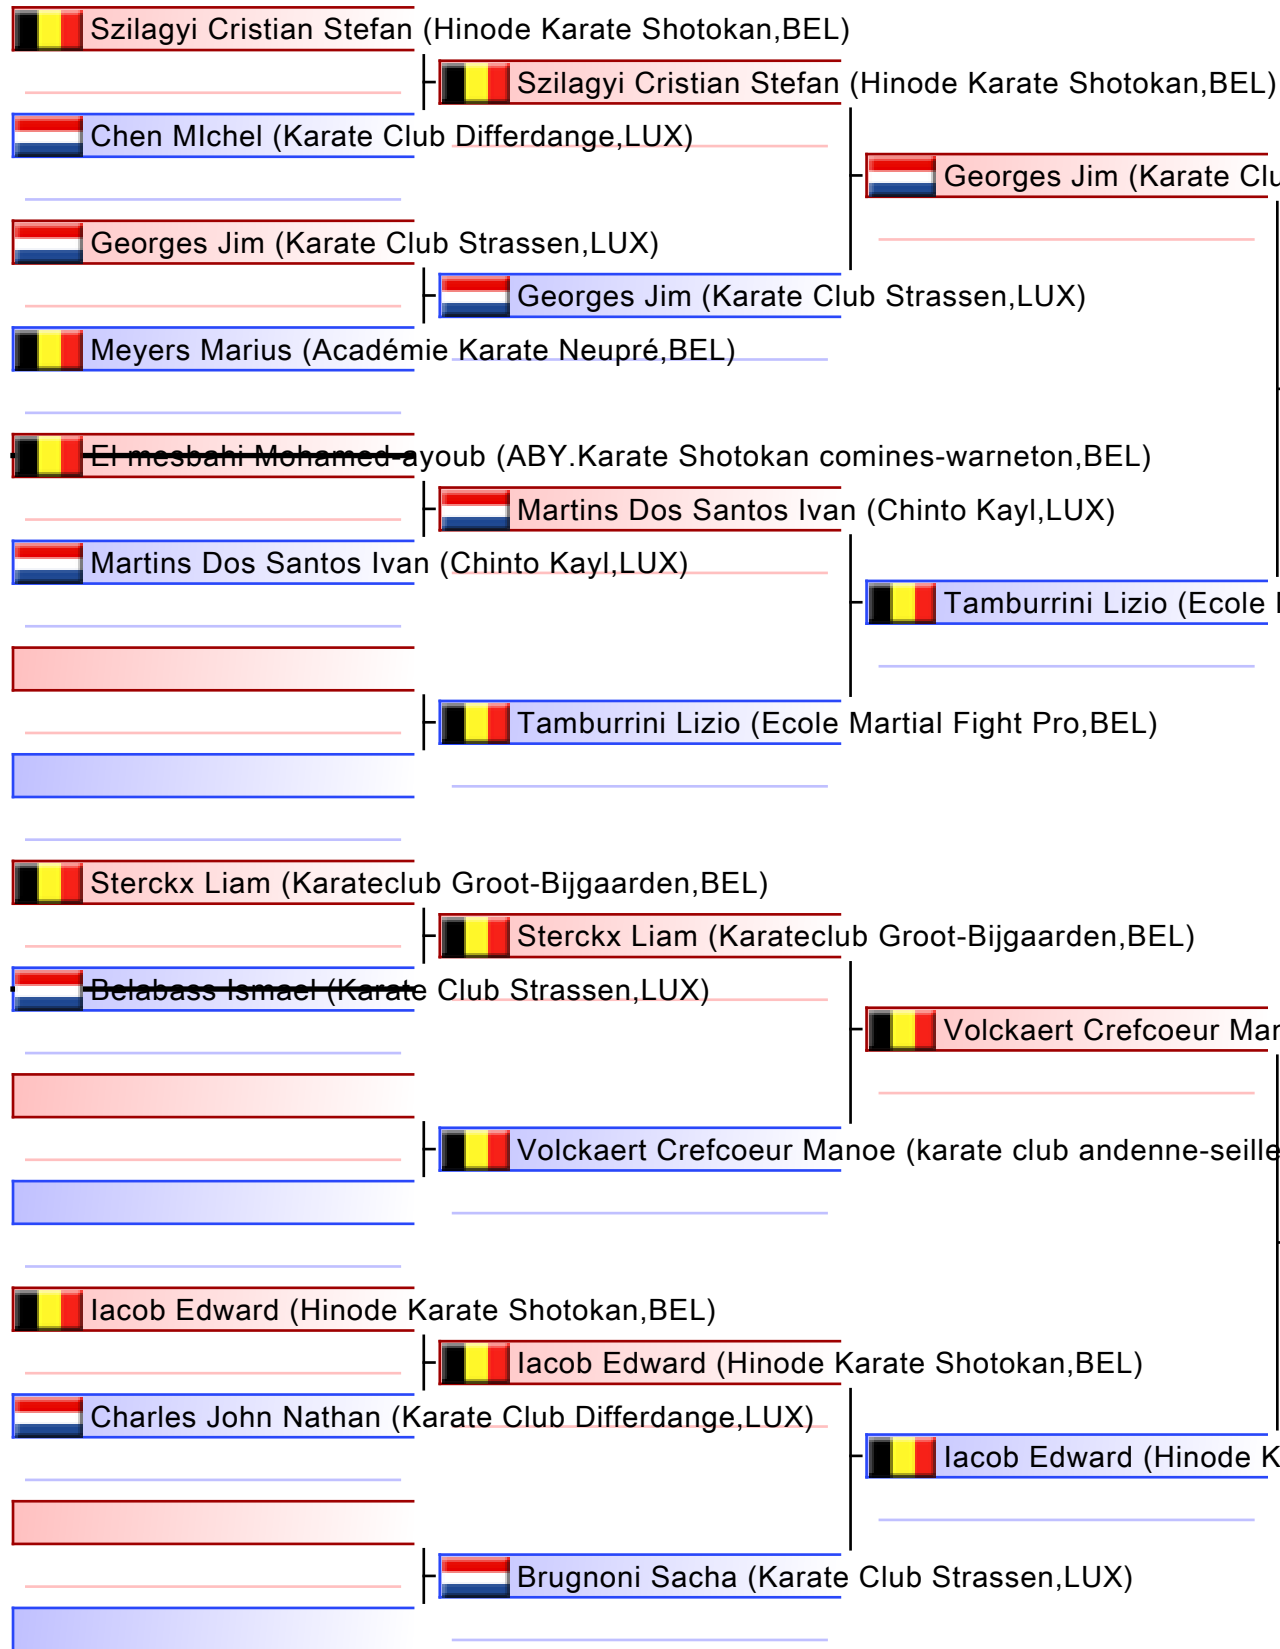 Szilagyi Cristian Stefan (Hinode Karate Shotokan,BEL)
Szilagyi Cristian Stefan (Hinode Karate Shotokan,BEL)
Chen MIchel (Karate Club Differdange,LUX)
Georges Jim (Karate Clu
Georges Jim (Karate Club Strassen,LUX)
Georges Jim (Karate Club Strassen,LUX)
Meyers Marius (Académie Karate Neupré,BEL)
El mesbahi Mohamed-ayoub (ABY.Karate Shotokan comines-warneton,BEL)
Martins Dos Santos Ivan (Chinto Kayl,LUX)
Martins Dos Santos Ivan (Chinto Kayl,LUX)
Tamburrini Lizio (Ecole
Tamburrini Lizio (Ecole Martial Fight Pro,BEL)
Sterckx Liam (Karateclub Groot-Bijgaarden,BEL)
Sterckx Liam (Karateclub Groot-Bijgaarden,BEL)
Belabass Ismael (Karate Club Strassen,LUX)
Volckaert Crefcoeur Mar
Volckaert Crefcoeur Manoe (karate club andenne-seille
Iacob Edward (Hinode Karate Shotokan,BEL)
Iacob Edward (Hinode Karate Shotokan,BEL)
Charles John Nathan (Karate Club Differdange,LUX)
Iacob Edward (Hinode K
Brugnoni Sacha (Karate Club Strassen,LUX)